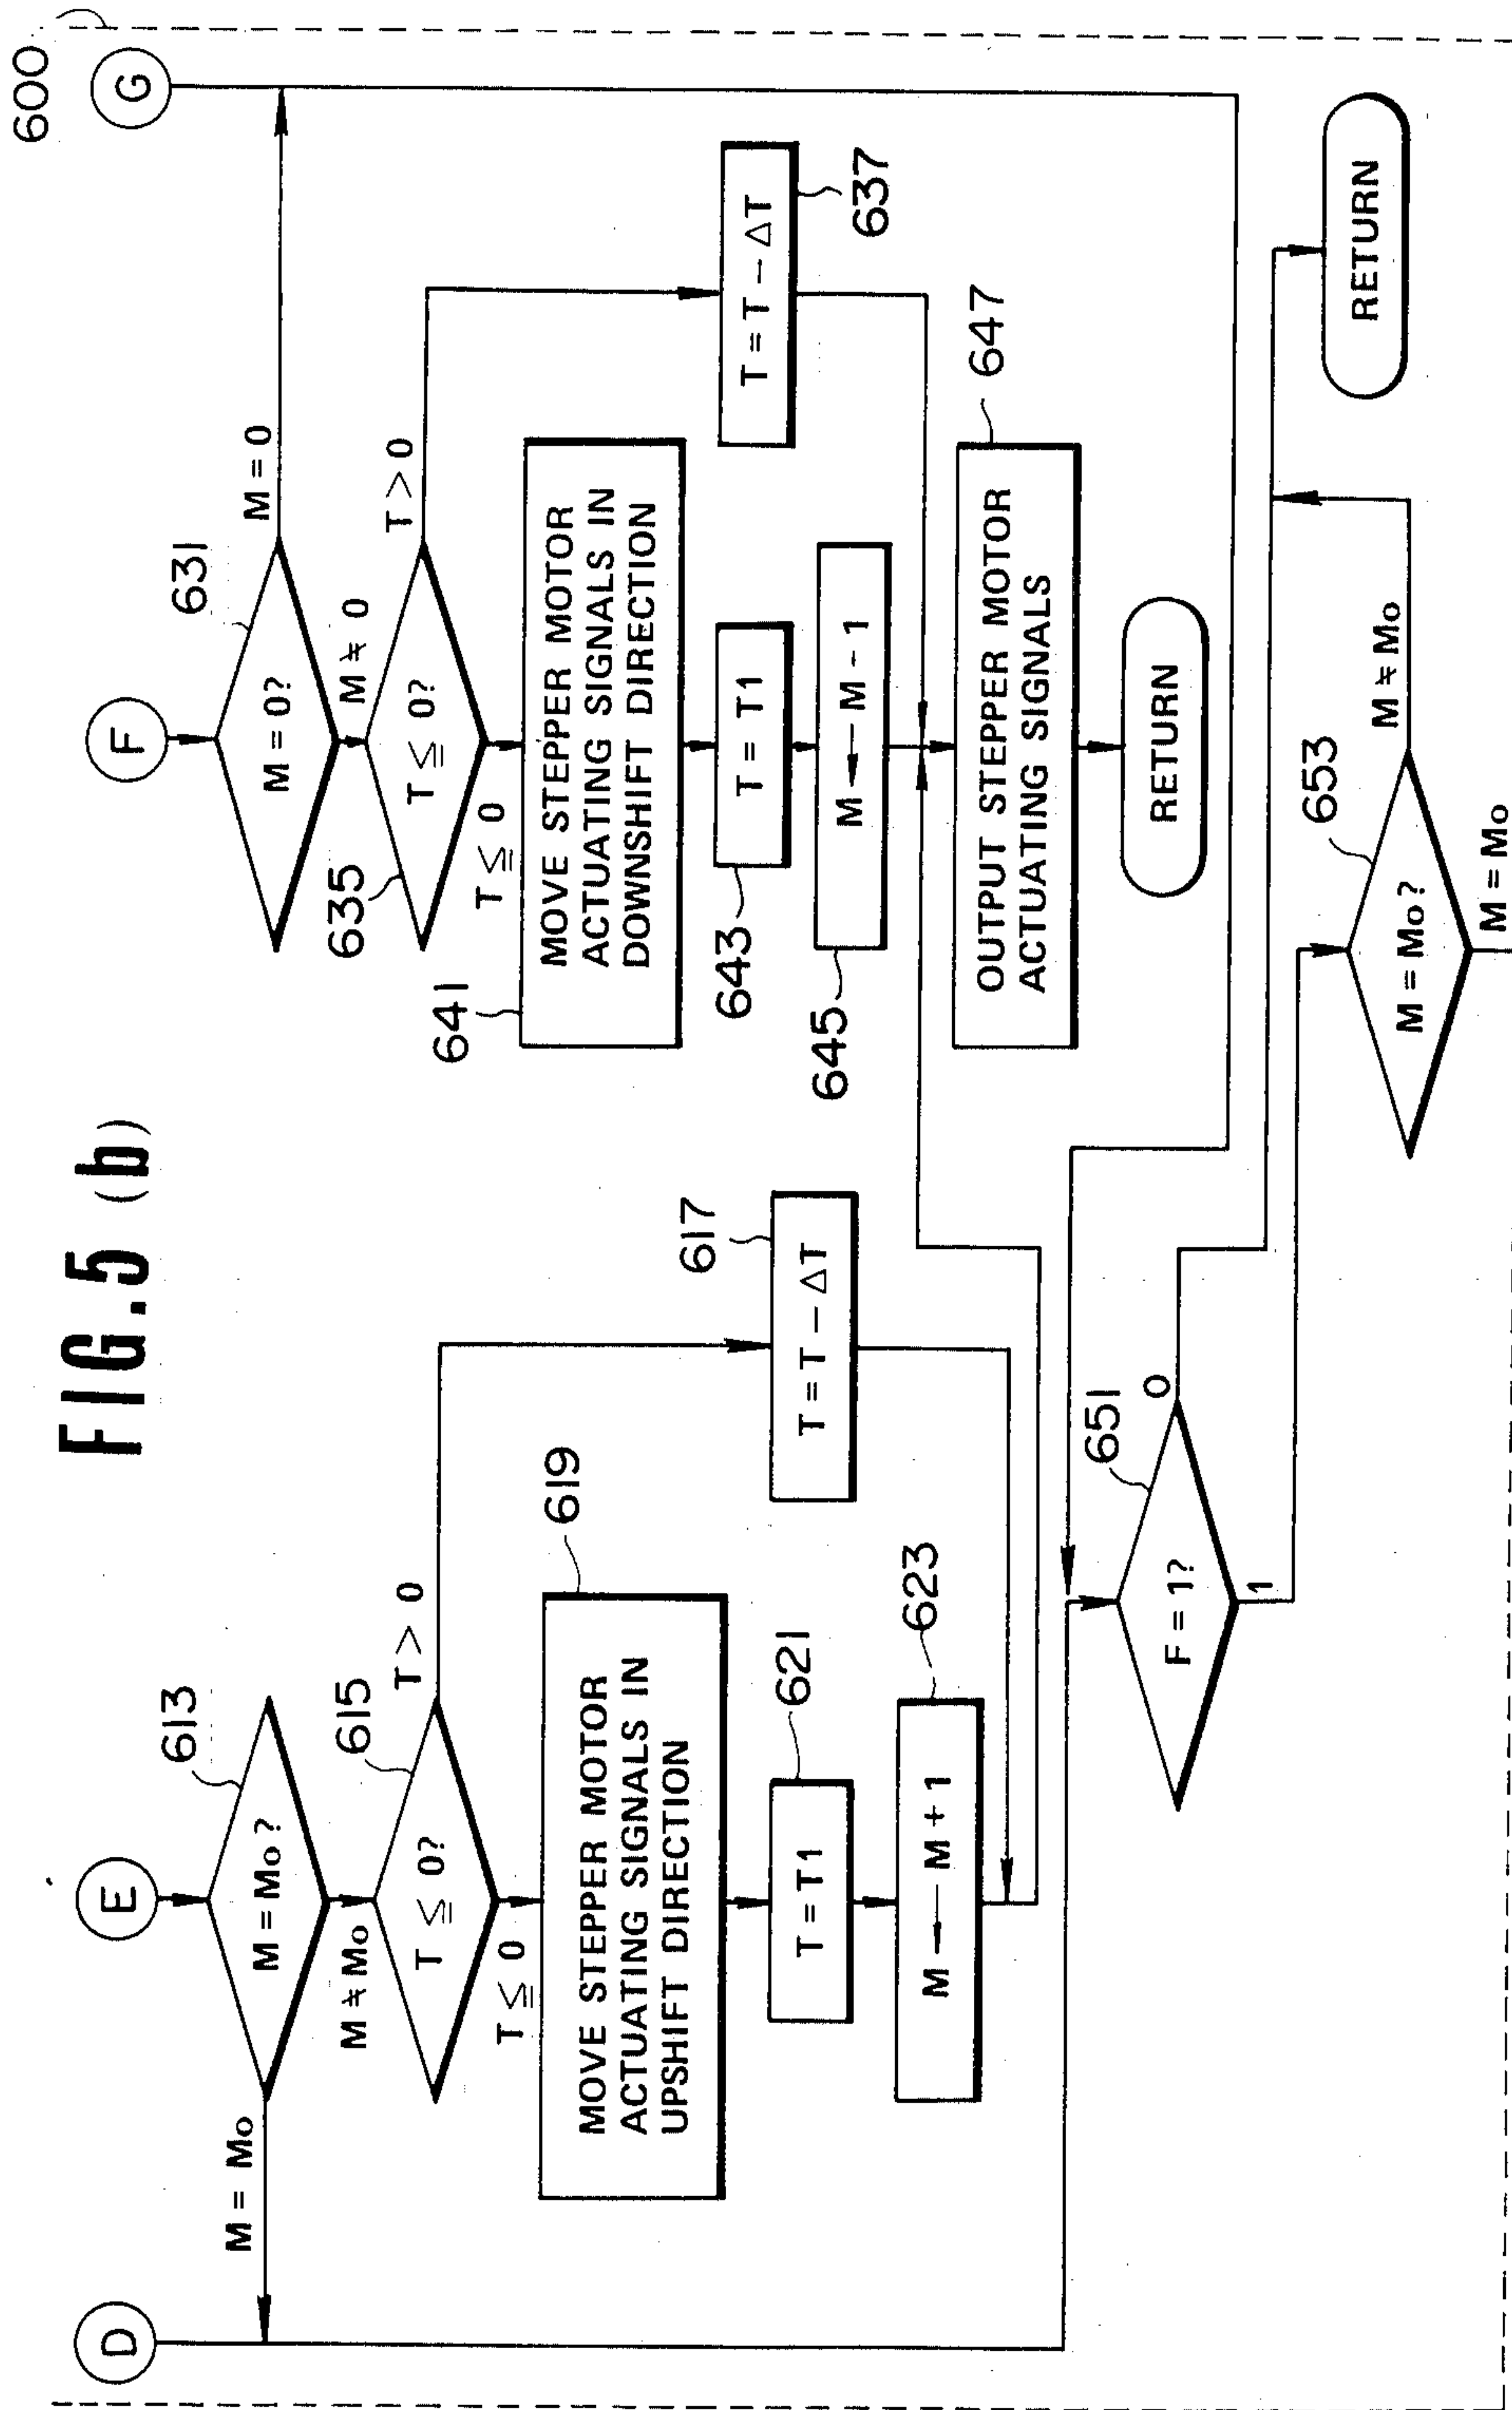 FIG.5 (b)
600
D
E
F
G
M = Mo
613
M = Mo?
M ≠ Mo
615
T ≦ 0?
T > 0
T ≦ 0
619
MOVE STEPPER MOTOR
ACTUATING SIGNALS IN
UPSHIFT DIRECTION
617
T = T − ΔT
621
T = T1
623
M ← M + 1
631
M = 0?
M = 0
M ≠ 0
635
T ≦ 0?
T > 0
T ≦ 0
641
MOVE STEPPER MOTOR
ACTUATING SIGNALS IN
DOWNSHIFT DIRECTION
637
T = T − ΔT
643
T = T1
645
M ← M − 1
647
OUTPUT STEPPER MOTOR
ACTUATING SIGNALS
RETURN
651
F = 1?
0
1
653
M = Mo?
M ≠ Mo
M = Mo
RETURN